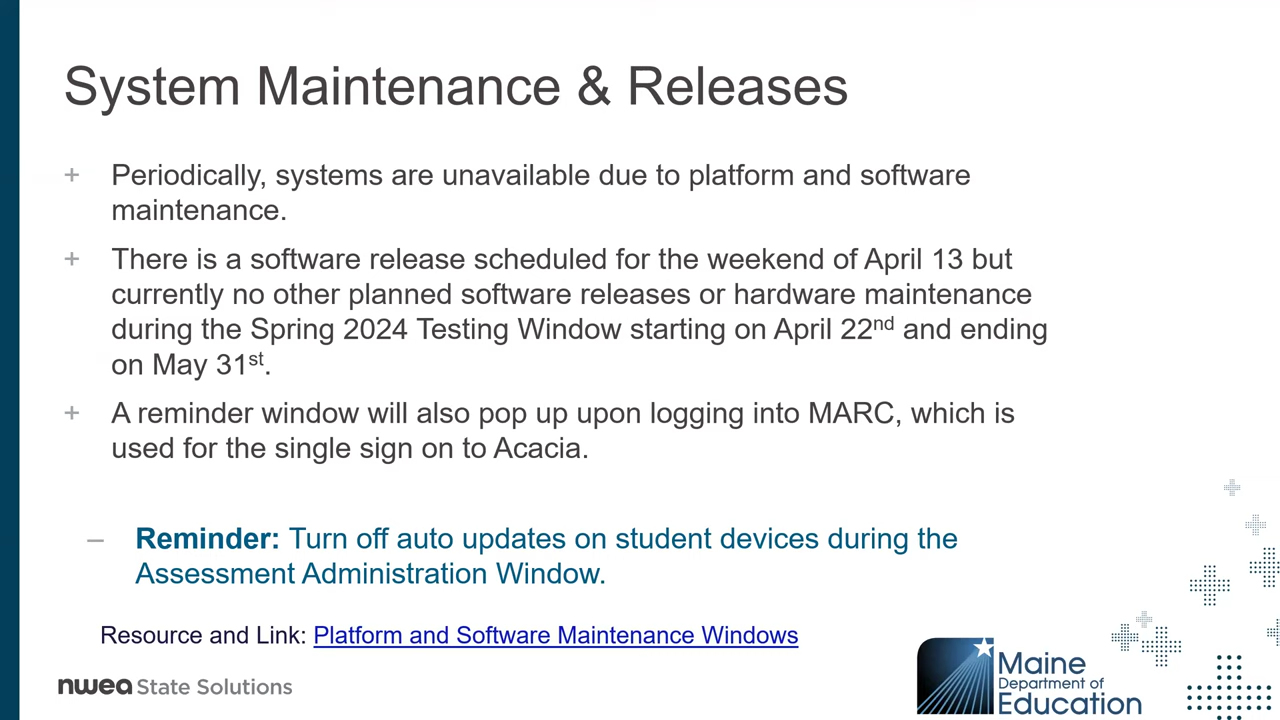 System Maintenance & Releases
+ Periodically, systems are unavailable due to platform and software
maintenance.
+ There is a software release scheduled for the weekend of April 13 but
currently no other planned software releases or hardware maintenance
during the Spring 2024 Testing Window starting on April 22nd and ending
on May 31st.
+ A reminder window will also pop up upon logging into MARC, which is
used for the single sign on to Acacia.
– Reminder: Turn off auto updates on student devices during the
Assessment Administration Window.
Resource and Link: Platform and Software Maintenance Windows
nwea State Solutions
Maine
Department of
Education